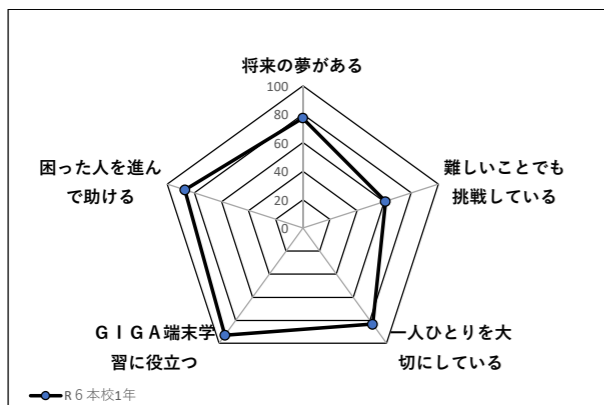 将来の夢がある
100
80
60
40
20
0
難しいことでも
挑戦している
一人ひとりを大
切にしている
ＧＩＧＡ端末学
習に役立つ
困った人を進ん
で助ける
R６本校1年